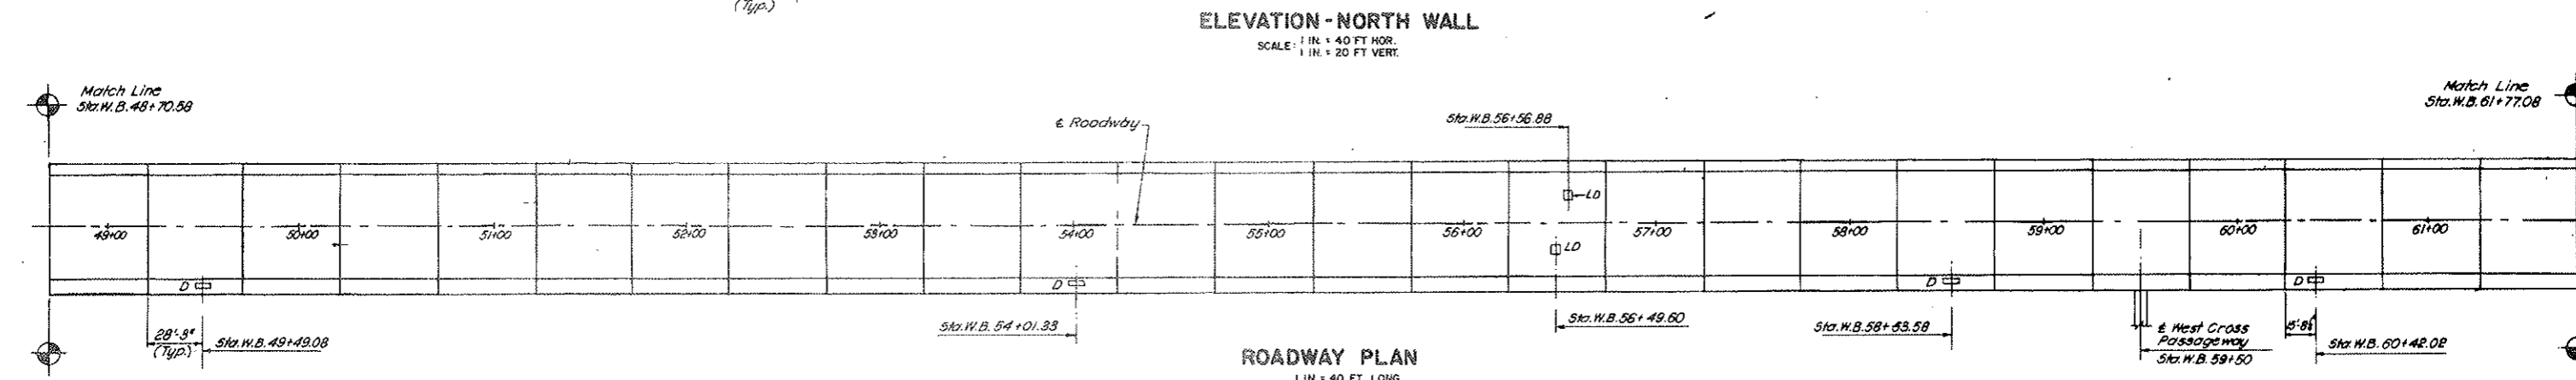 (Typ.)
ELEVATION-NORTH WALL
SCALE: 1 IN. = 40 FT HOR.
1 IN. = 20 FT VERT.
Match Line
Sta.W.B.48+70.58
Match Line
Sta.W.B.61+77.08
℄ Roadway
Sta.W.B.56+56.88
LD
49+00 50+00 51+00 52+00 53+00 54+00 55+00 56+00 57+00 58+00 59+00 60+00 61+00
LD
D D D D
28'-3"
(Typ.)
Sta.W.B.49+49.08
Sta.W.B.54+01.33
Sta.W.B.56+49.60
Sta.W.B.58+53.58
℄ West Cross
Passageway
Sta.W.B.59+50
Sta.W.B.60+42.02
ROADWAY PLAN
1 IN = 40 FT LONG.